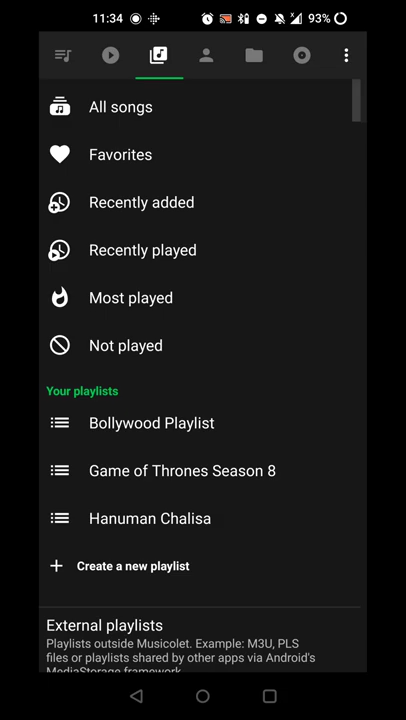 11:34
93%
All songs
Favorites
Recently added
Recently played
Most played
Not played
Your playlists
Bollywood Playlist
Game of Thrones Season 8
Hanuman Chalisa
Create a new playlist
External playlists
Playlists outside Musicolet. Example: M3U, PLS
files or playlists shared by other apps via Android's
MediaStorage framework.